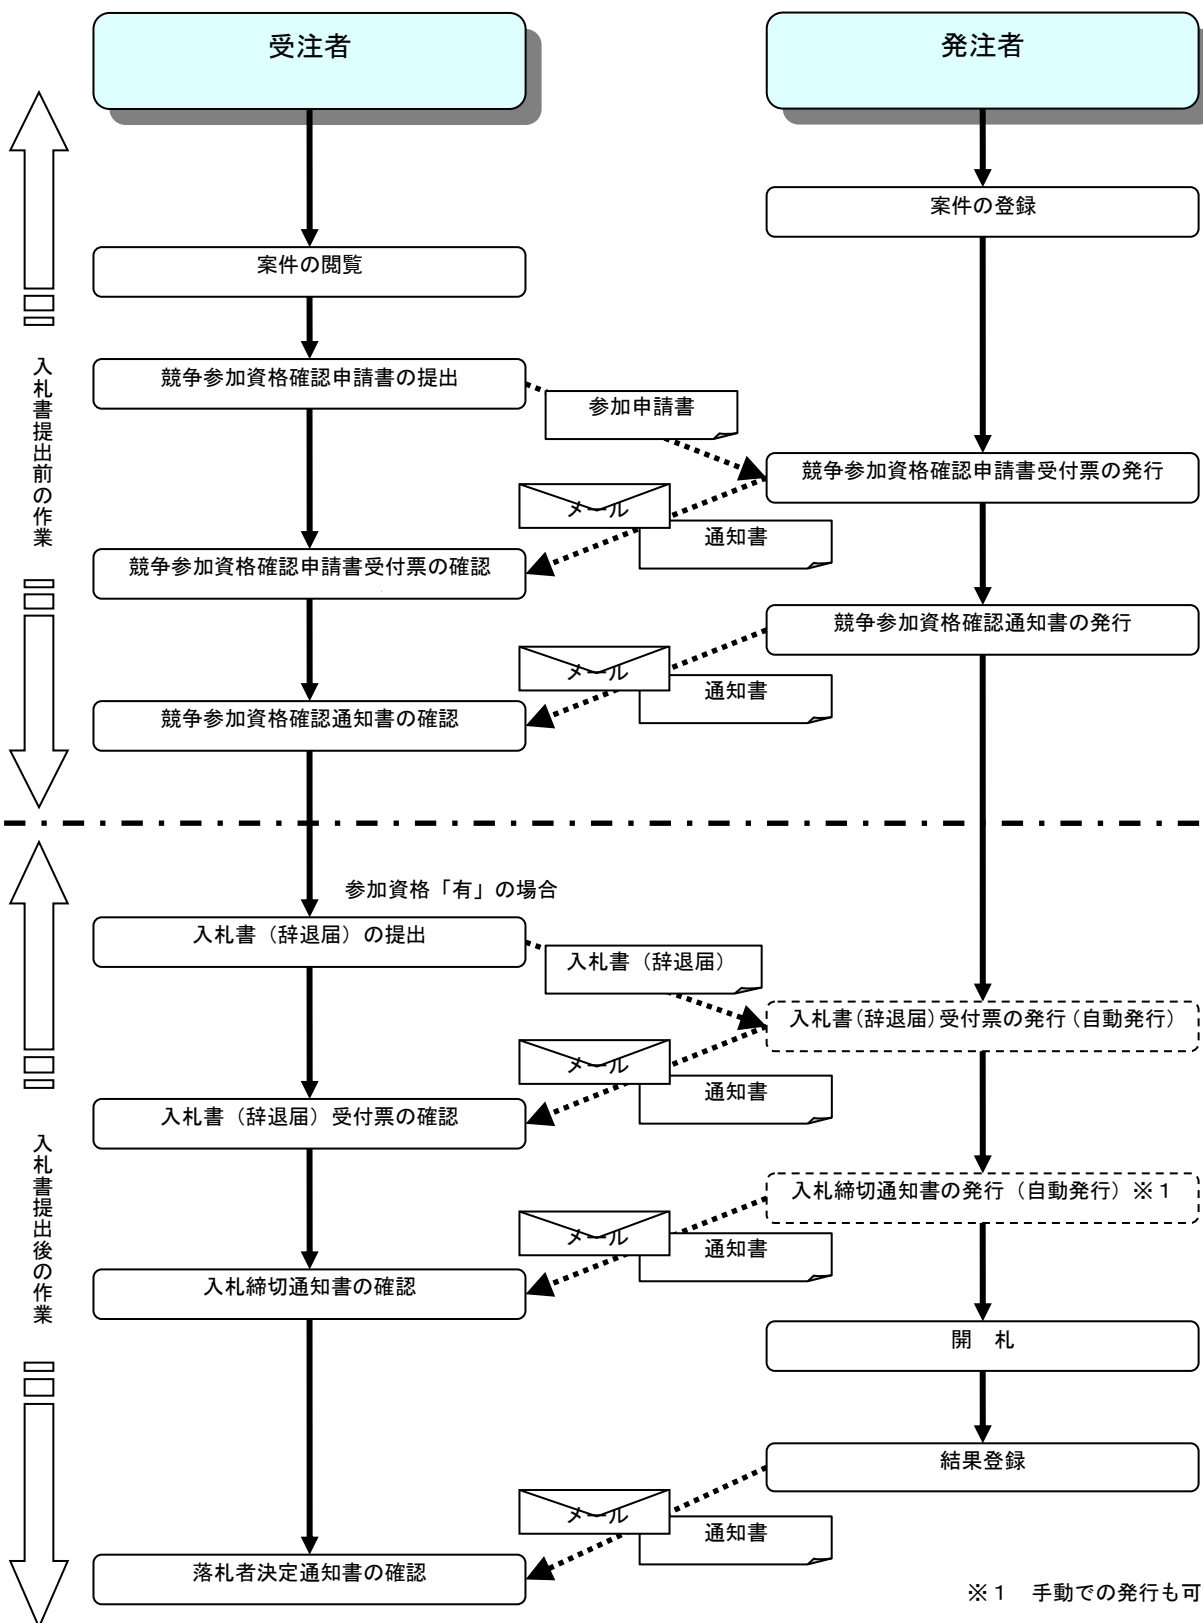 受注者
発注者
案件の登録
案件の閲覧
入札書提出前の作業
競争参加資格確認申請書の提出
参加申請書
競争参加資格確認申請書受付票の発行
メール
通知書
競争参加資格確認申請書受付票の確認
競争参加資格確認通知書の発行
メール
通知書
競争参加資格確認通知書の確認
参加資格「有」の場合
入札書（辞退届）の提出
入札書（辞退届）
入札書(辞退届)受付票の発行(自動発行)
メール
通知書
入札書（辞退届）受付票の確認
入札書提出後の作業
入札締切通知書の発行（自動発行）※１
メール
通知書
入札締切通知書の確認
開　札
結果登録
メール
通知書
落札者決定通知書の確認
※１　手動での発行も可